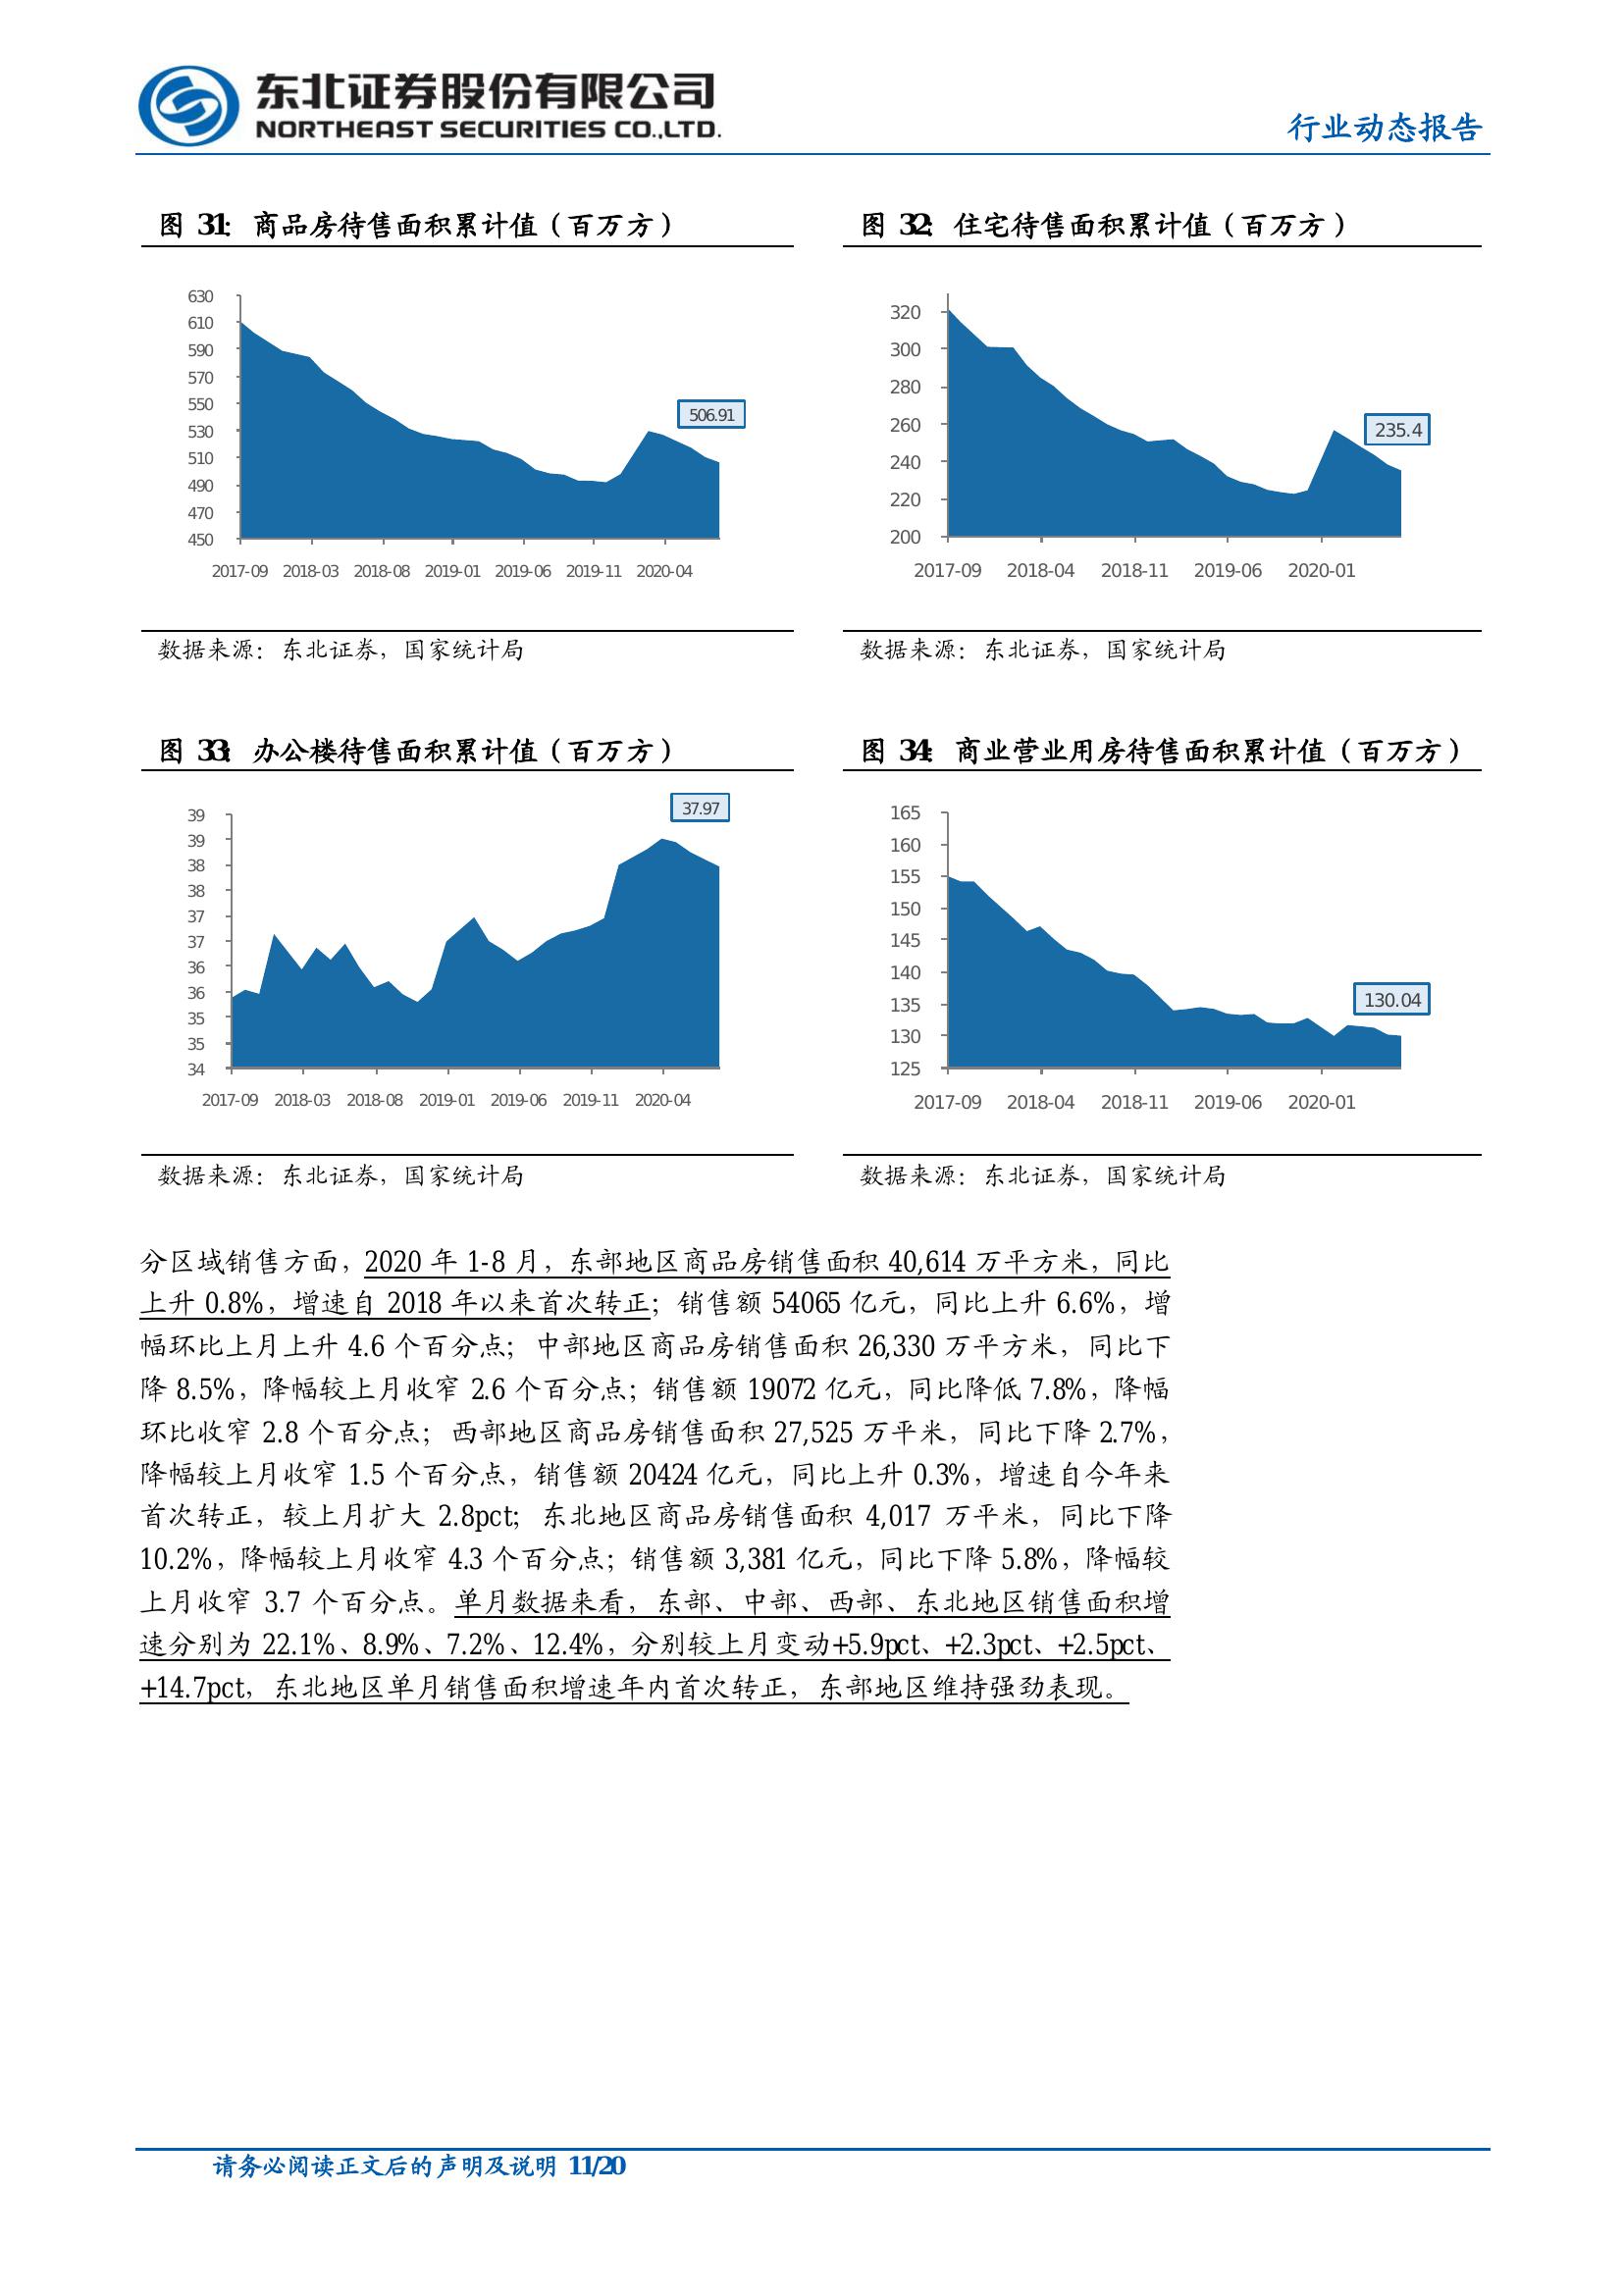 东北证券股份有限公司
NORTHEAST SECURITIES CO.,LTD.
行业动态报告
图 31：商品房待售面积累计值（百万方）
630
610
590
570
550
530
510
490
470
450
506.91
2017-09 2018-03 2018-08 2019-01 2019-06 2019-11 2020-04
数据来源：东北证券，国家统计局
图 32：住宅待售面积累计值（百万方）
320
300
280
260
240
220
200
235.4
2017-09 2018-04 2018-11 2019-06 2020-01
数据来源：东北证券，国家统计局
图 33：办公楼待售面积累计值（百万方）
39
39
38
38
37
37
36
36
35
35
34
37.97
2017-09 2018-03 2018-08 2019-01 2019-06 2019-11 2020-04
数据来源：东北证券，国家统计局
图 34：商业营业用房待售面积累计值（百万方）
165
160
155
150
145
140
135
130
125
130.04
2017-09 2018-04 2018-11 2019-06 2020-01
数据来源：东北证券，国家统计局
分区域销售方面，2020 年 1-8 月，东部地区商品房销售面积 40,614 万平方米，同比
上升 0.8%，增速自 2018 年以来首次转正；销售额 54065 亿元，同比上升 6.6%，增
幅环比上月上升 4.6 个百分点；中部地区商品房销售面积 26,330 万平方米，同比下
降 8.5%，降幅较上月收窄 2.6 个百分点；销售额 19072 亿元，同比降低 7.8%，降幅
环比收窄 2.8 个百分点；西部地区商品房销售面积 27,525 万平米，同比下降 2.7%，
降幅较上月收窄 1.5 个百分点，销售额 20424 亿元，同比上升 0.3%，增速自今年来
首次转正，较上月扩大 2.8pct；东北地区商品房销售面积 4,017 万平米，同比下降
10.2%，降幅较上月收窄 4.3 个百分点；销售额 3,381 亿元，同比下降 5.8%，降幅较
上月收窄 3.7 个百分点。单月数据来看，东部、中部、西部、东北地区销售面积增
速分别为 22.1%、8.9%、7.2%、12.4%，分别较上月变动+5.9pct、+2.3pct、+2.5pct、
+14.7pct，东北地区单月销售面积增速年内首次转正，东部地区维持强劲表现。
请务必阅读正文后的声明及说明 11/20